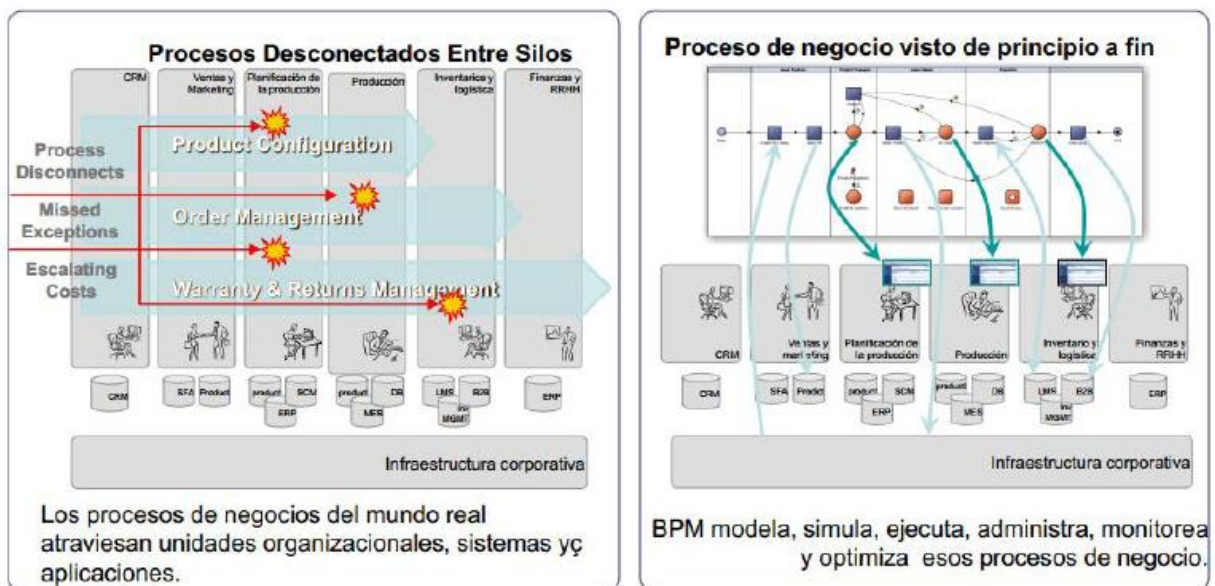 Procesos Desconectados Entre Silos
CRM
Ventas y
Marketing
Planificación de
la producción
Producción
Inventarios y
logística
Finanzas y
RRHH
Process
Disconnects
Product Configuration
Missed
Exceptions
Order Management
Escalating
Costs
Warranty & Returns Management
CRM
SFA
Product
product
SCM
ERP
product
DB
MES
LMS
B2B
Inv
MGMT
ERP
Infraestructura corporativa
Los procesos de negocios del mundo real
atraviesan unidades organizacionales, sistemas yç
aplicaciones.
Proceso de negocio visto de principio a fin
CRM
Ventas y
marketing
Planificación de
la producción
Producción
Inventario y
logística
Finanzas y
RRHH
CRM
SFA
Product
product
SCM
ERP
product
DB
MES
LMS
B2B
Inv
MGMT
ERP
Infraestructura corporativa
BPM modela, simula, ejecuta, administra, monitorea
y optimiza esos procesos de negocio.